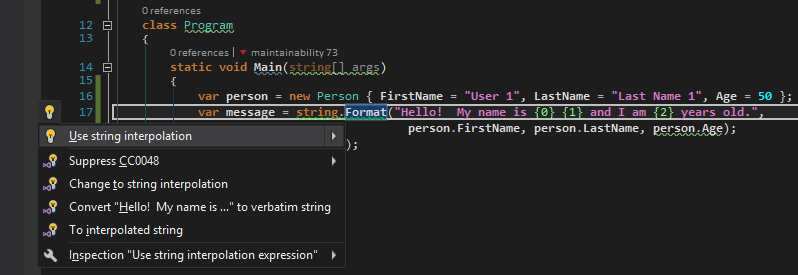 0 references
12 class Program
13 {
0 references | maintainability 73
14 static void Main(string[] args)
15 {
16 var person = new Person { FirstName = "User 1", LastName = "Last Name 1", Age = 50 };
17 var message = string.Format("Hello!  My name is {0} {1} and I am {2} years old.",
person.FirstName, person.LastName, person.Age);
);
Use string interpolation
Suppress CC0048
Change to string interpolation
Convert "Hello!  My name is ..." to verbatim string
To interpolated string
Inspection "Use string interpolation expression"